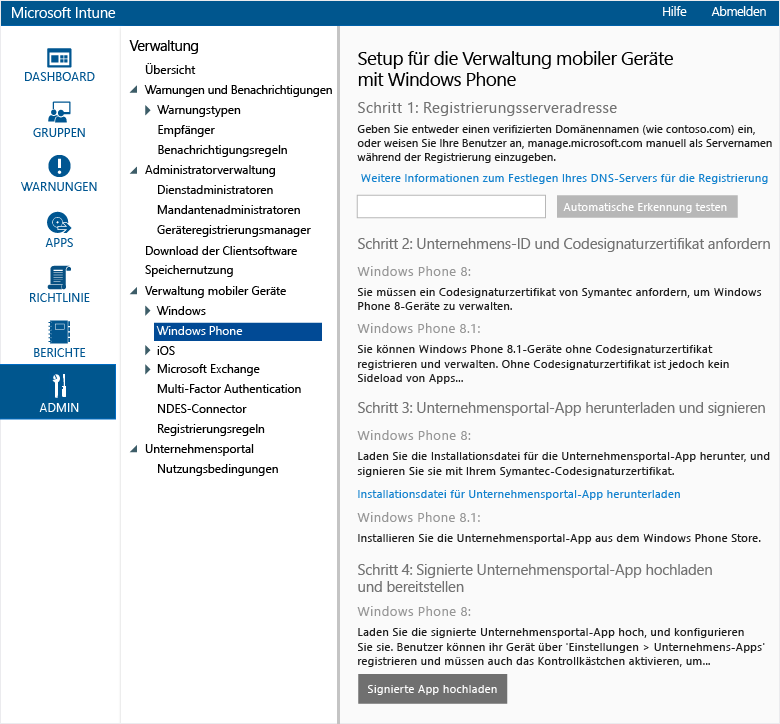 Microsoft Intune
Hilfe Abmelden
DASHBOARD
GRUPPEN
WARNUNGEN
APPS
RICHTLINIE
BERICHTE
ADMIN
Verwaltung
Übersicht
Warnungen und Benachrichtigungen
Warnungstypen
Empfänger
Benachrichtigungsregeln
Administratorverwaltung
Dienstadministratoren
Mandantenadministratoren
Geräteregistrierungsmanager
Download der Clientsoftware
Speichernutzung
Verwaltung mobiler Geräte
Windows
Windows Phone
iOS
Microsoft Exchange
Multi-Factor Authentication
NDES-Connector
Registrierungsregeln
Unternehmensportal
Nutzungsbedingungen
Setup für die Verwaltung mobiler Geräte
mit Windows Phone
Schritt 1: Registrierungsserveradresse
Geben Sie entweder einen verifizierten Domänennamen (wie contoso.com) ein,
oder weisen Sie Ihre Benutzer an, manage.microsoft.com manuell als Servernamen
während der Registrierung einzugeben.
Weitere Informationen zum Festlegen Ihres DNS-Servers für die Registrierung
Automatische Erkennung testen
Schritt 2: Unternehmens-ID und Codesignaturzertifikat anfordern
Windows Phone 8:
Sie müssen ein Codesignaturzertifikat von Symantec anfordern, um Windows
Phone 8-Geräte zu verwalten.
Windows Phone 8.1:
Sie können Windows Phone 8.1-Geräte ohne Codesignaturzertifikat
registrieren und verwalten. Ohne Codesignaturzertifikat ist jedoch kein
Sideload von Apps...
Schritt 3: Unternehmensportal-App herunterladen und signieren
Windows Phone 8:
Laden Sie die Installationsdatei für die Unternehmensportal-App herunter, und
signieren Sie sie mit Ihrem Symantec-Codesignaturzertifikat.
Installationsdatei für Unternehmensportal-App herunterladen
Windows Phone 8.1:
Installieren Sie die Unternehmensportal-App aus dem Windows Phone Store.
Schritt 4: Signierte Unternehmensportal-App hochladen
und bereitstellen
Windows Phone 8:
Laden Sie die signierte Unternehmensportal-App hoch, und konfigurieren
Sie sie. Benutzer können ihr Gerät über 'Einstellungen > Unternehmens-Apps'
registrieren und müssen auch das Kontrollkästchen aktivieren, um...
Signierte App hochladen